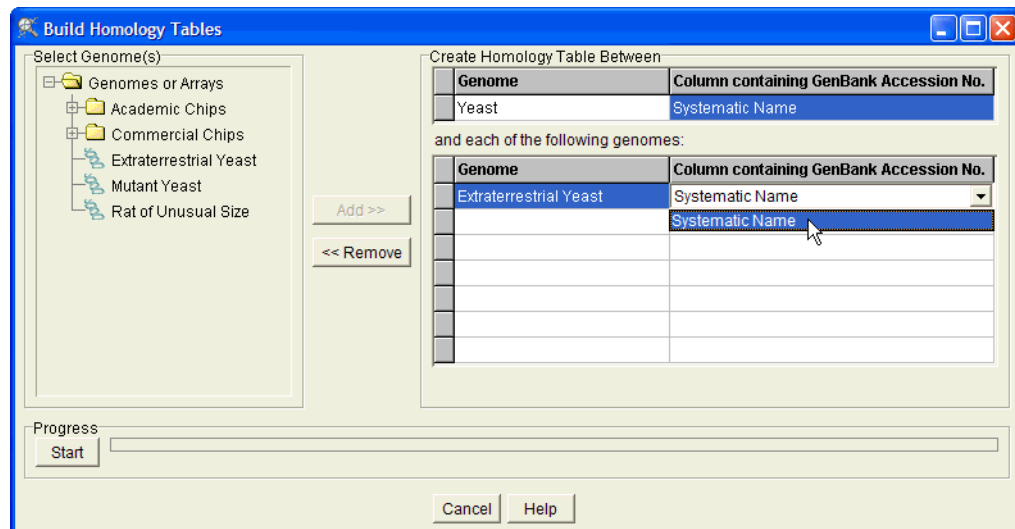 Build Homology Tables
Select Genome(s)
Genomes or Arrays
Academic Chips
Commercial Chips
Extraterrestrial Yeast
Mutant Yeast
Rat of Unusual Size
Add >>
<< Remove
Create Homology Table Between
Genome Column containing GenBank Accession No.
Yeast Systematic Name
and each of the following genomes:
Genome Column containing GenBank Accession No.
Extraterrestrial Yeast Systematic Name
Systematic Name
Progress
Start
Cancel Help